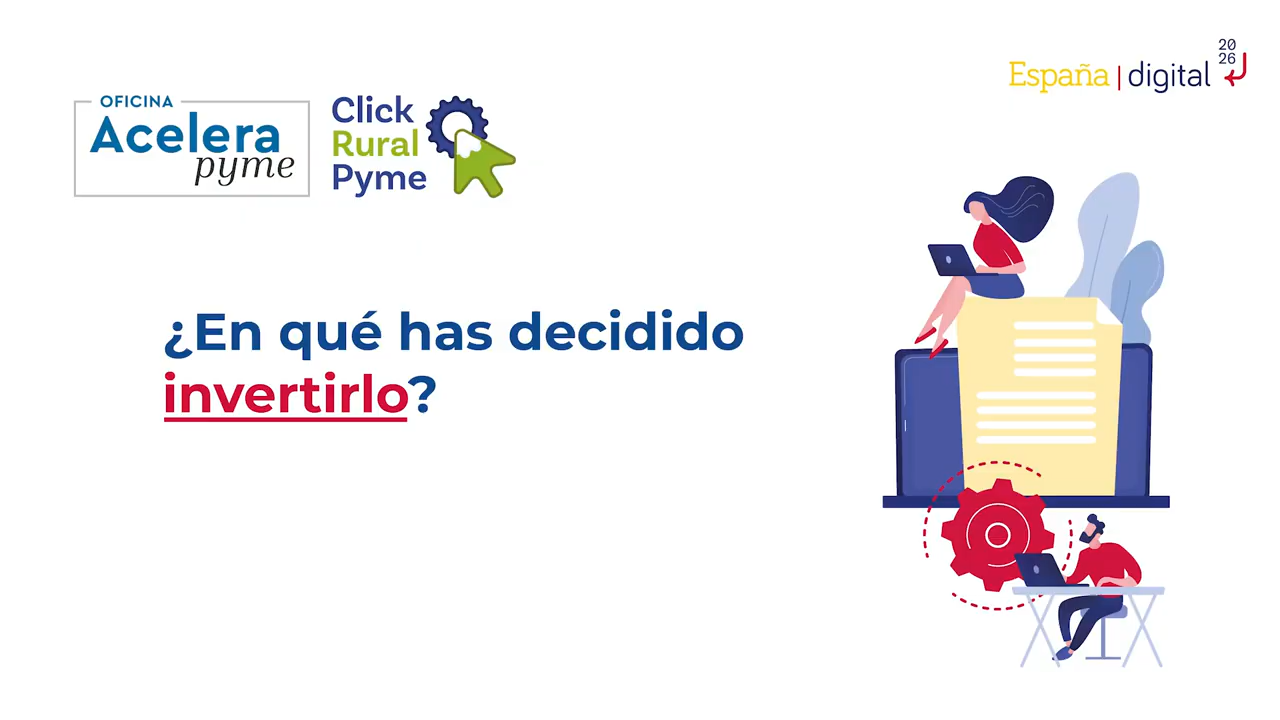 OFICINA
Acelera
pyme
Click
Rural
Pyme
España | digital
20
26
¿En qué has decidido
invertirlo?